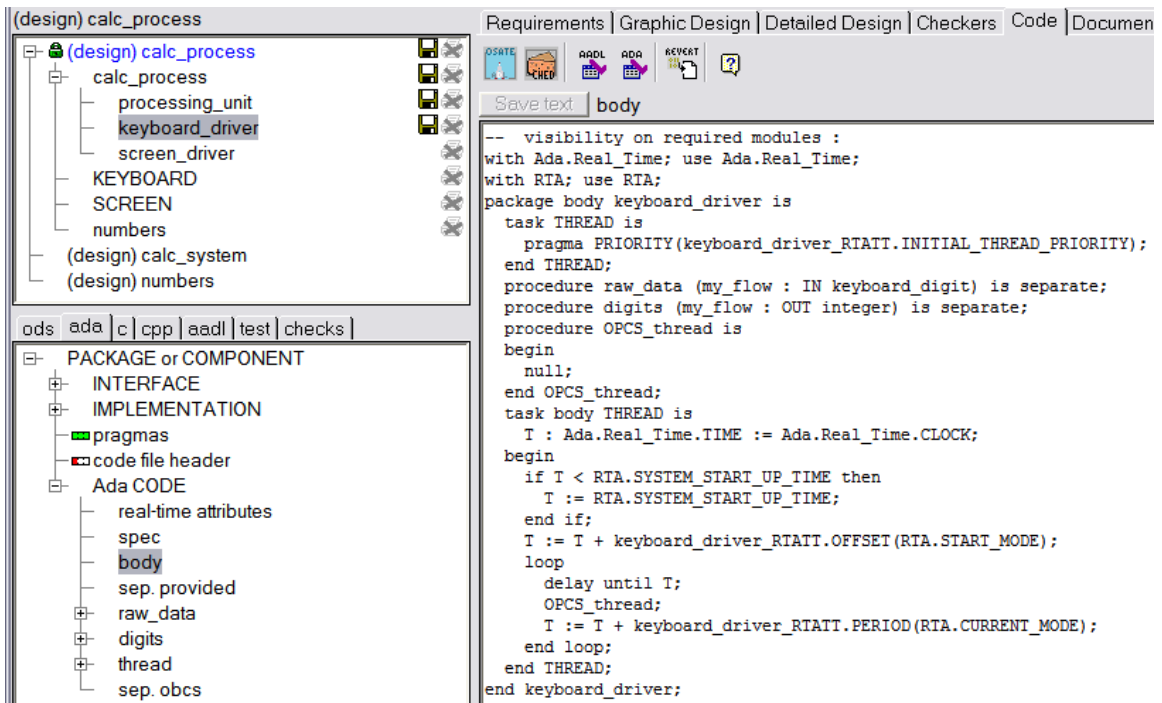 (design) calc_process
(design) calc_process
calc_process
processing_unit
keyboard_driver
screen_driver
KEYBOARD
SCREEN
numbers
(design) calc_system
(design) numbers
ods ada c cpp aadl test checks
PACKAGE or COMPONENT
INTERFACE
IMPLEMENTATION
pragmas
code file header
Ada CODE
real-time attributes
spec
body
sep. provided
raw_data
digits
thread
sep. obcs
Requirements Graphic Design Detailed Design Checkers Code Documen
OSATE CHED AADL ADA REVERT
Save text body
--  visibility on required modules :
with Ada.Real_Time; use Ada.Real_Time;
with RTA; use RTA;
package body keyboard_driver is
  task THREAD is
    pragma PRIORITY(keyboard_driver_RTATT.INITIAL_THREAD_PRIORITY);
  end THREAD;
  procedure raw_data (my_flow : IN keyboard_digit) is separate;
  procedure digits (my_flow : OUT integer) is separate;
  procedure OPCS_thread is
  begin
    null;
  end OPCS_thread;
  task body THREAD is
    T : Ada.Real_Time.TIME := Ada.Real_Time.CLOCK;
  begin
    if T < RTA.SYSTEM_START_UP_TIME then
      T := RTA.SYSTEM_START_UP_TIME;
    end if;
    T := T + keyboard_driver_RTATT.OFFSET(RTA.START_MODE);
    loop
      delay until T;
      OPCS_thread;
      T := T + keyboard_driver_RTATT.PERIOD(RTA.CURRENT_MODE);
    end loop;
  end THREAD;
end keyboard_driver;